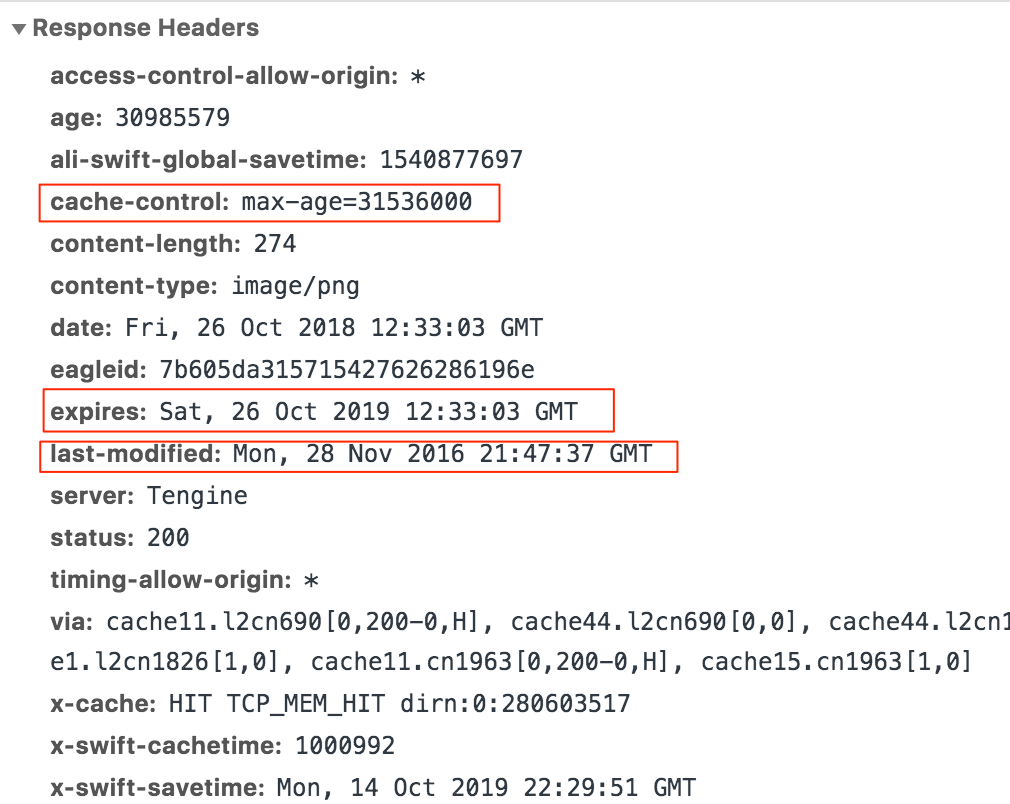 Response Headers
access-control-allow-origin: *
age: 30985579
ali-swift-global-savetime: 1540877697
cache-control: max-age=31536000
content-length: 274
content-type: image/png
date: Fri, 26 Oct 2018 12:33:03 GMT
eagleid: 7b605da315715427626286196e
expires: Sat, 26 Oct 2019 12:33:03 GMT
last-modified: Mon, 28 Nov 2016 21:47:37 GMT
server: Tengine
status: 200
timing-allow-origin: *
via: cache11.l2cn690[0,200-0,H], cache44.l2cn690[0,0], cache44.l2cn1
e1.l2cn1826[1,0], cache11.cn1963[0,200-0,H], cache15.cn1963[1,0]
x-cache: HIT TCP_MEM_HIT dirn:0:280603517
x-swift-cachetime: 1000992
x-swift-savetime: Mon, 14 Oct 2019 22:29:51 GMT